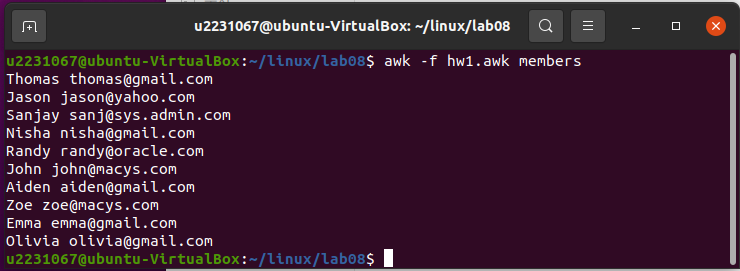 u2231067@ubuntu-VirtualBox: ~/linux/lab08
u2231067@ubuntu-VirtualBox:~/linux/lab08$ awk -f hw1.awk members
Thomas thomas@gmail.com
Jason jason@yahoo.com
Sanjay sanj@sys.admin.com
Nisha nisha@gmail.com
Randy randy@oracle.com
John john@macys.com
Aiden aiden@gmail.com
Zoe zoe@macys.com
Emma emma@gmail.com
Olivia olivia@gmail.com
u2231067@ubuntu-VirtualBox:~/linux/lab08$